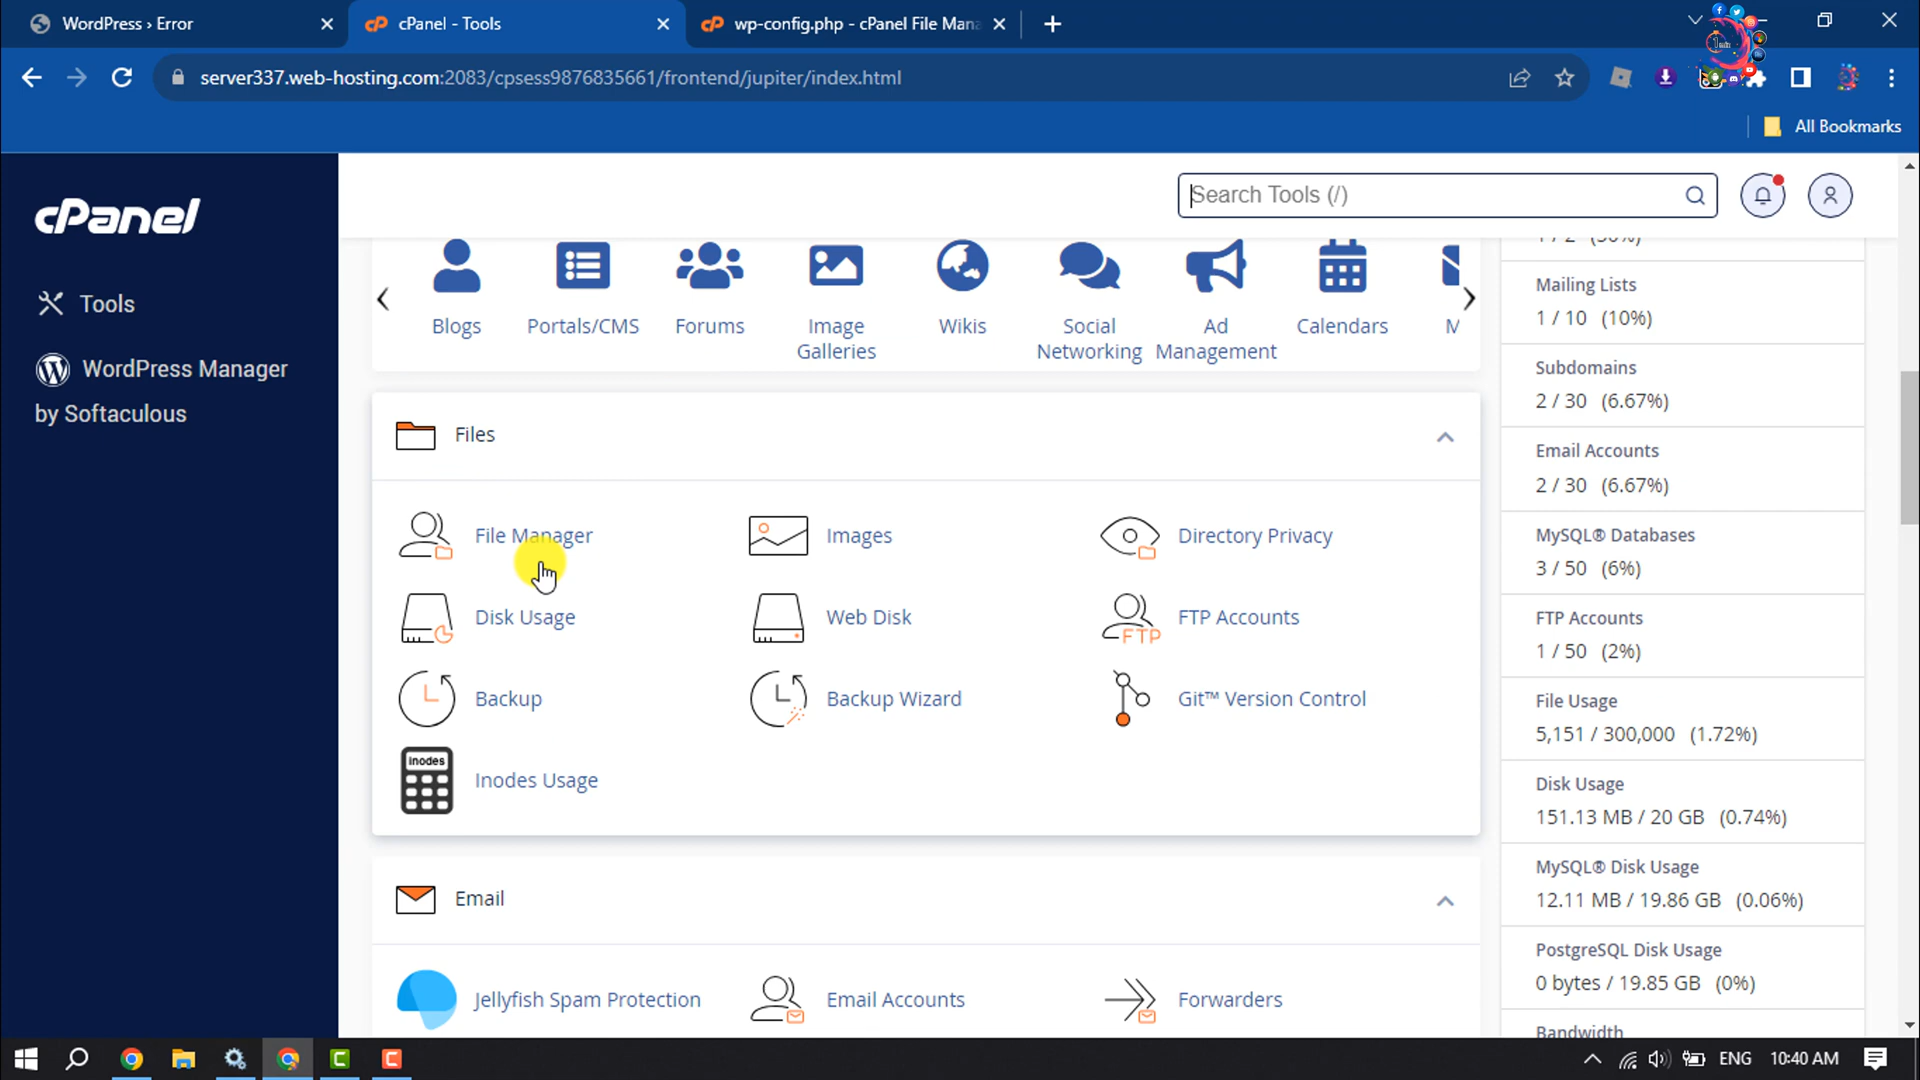 WordPress › Error
cPanel - Tools
wp-config.php - cPanel File Mana
server337.web-hosting.com:2083/cpsess9876835661/frontend/jupiter/index.html
All Bookmarks
cPanel
Tools
WordPress Manager
by Softaculous
Search Tools (/)
Blogs
Portals/CMS
Forums
Image
Galleries
Wikis
Social
Networking
Ad
Management
Calendars
M
Files
File Manager
Images
Directory Privacy
Disk Usage
Web Disk
FTP
FTP Accounts
Backup
Backup Wizard
Git™ Version Control
inodes
Inodes Usage
Email
Jellyfish Spam Protection
Email Accounts
Forwarders
Mailing Lists
1 / 10 (10%)
Subdomains
2 / 30 (6.67%)
Email Accounts
2 / 30 (6.67%)
MySQL® Databases
3 / 50 (6%)
FTP Accounts
1 / 50 (2%)
File Usage
5,151 / 300,000 (1.72%)
Disk Usage
151.13 MB / 20 GB (0.74%)
MySQL® Disk Usage
12.11 MB / 19.86 GB (0.06%)
PostgreSQL Disk Usage
0 bytes / 19.85 GB (0%)
Bandwidth
ENG
10:40 AM